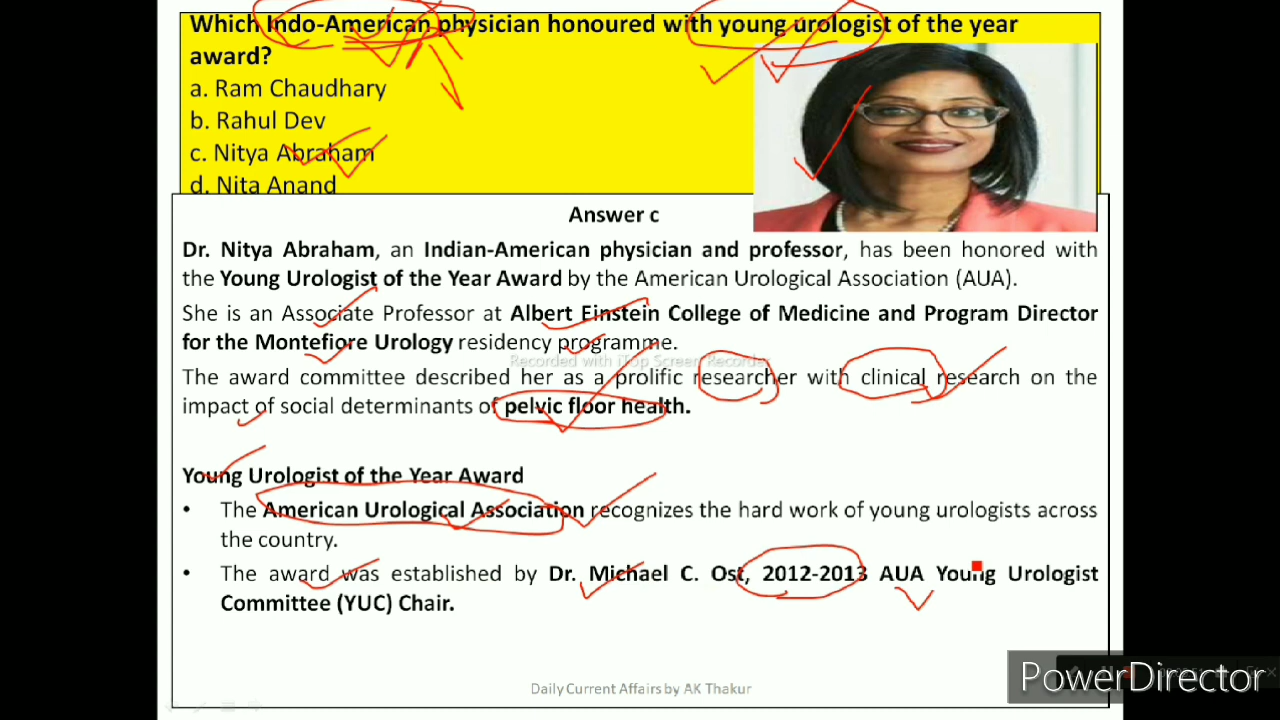 Which Indo-American physician honoured with young urologist of the year
award?
a. Ram Chaudhary
b. Rahul Dev
c. Nitya Abraham
d. Nita Anand
Answer c
Dr. Nitya Abraham, an Indian-American physician and professor, has been honored with
the Young Urologist of the Year Award by the American Urological Association (AUA).
She is an Associate Professor at Albert Einstein College of Medicine and Program Director
for the Montefiore Urology residency programme.
Recorded with iTop Screen Recorder
The award committee described her as a prolific researcher with clinical research on the
impact of social determinants of pelvic floor health.
Young Urologist of the Year Award
• The American Urological Association recognizes the hard work of young urologists across
the country.
• The award was established by Dr. Michael C. Ost, 2012-2013 AUA Young Urologist
Committee (YUC) Chair.
Daily Current Affairs by AK Thakur
PowerDirector